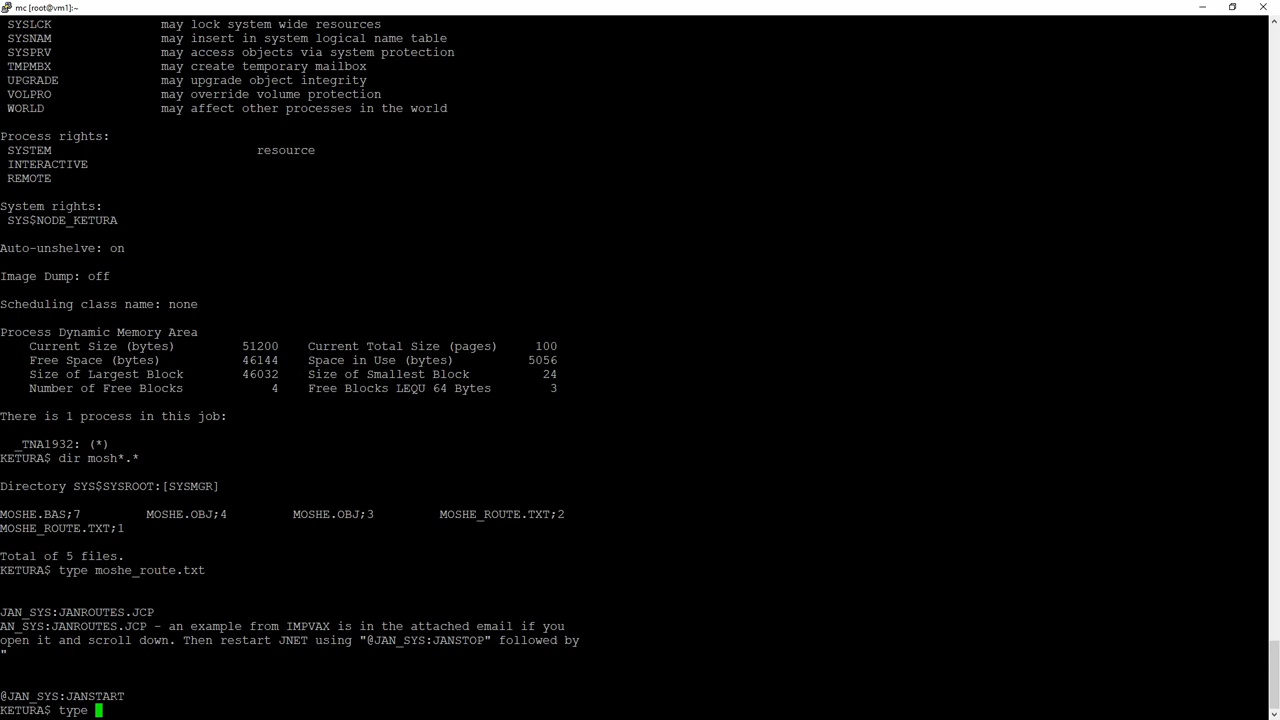 mc [root@vm1]:~
SYSLCK               may lock system wide resources
SYSNAM               may insert in system logical name table
SYSPRV               may access objects via system protection
TMPMBX               may create temporary mailbox
UPGRADE              may upgrade object integrity
VOLPRO               may override volume protection
WORLD                may affect other processes in the world
Process rights:
SYSTEM                            resource
INTERACTIVE
REMOTE
System rights:
SYS$NODE_KETURA
Auto-unshelve: on
Image Dump: off
Scheduling class name: none
Process Dynamic Memory Area
Current Size (bytes)         51200    Current Total Size (pages)     100
Free Space (bytes)           46144    Space in Use (bytes)          5056
Size of Largest Block        46032    Size of Smallest Block          24
Number of Free Blocks            4    Free Blocks LEQU 64 Bytes        3
There is 1 process in this job:
_TNA1932: (*)
KETURA$ dir mosh*.*
Directory SYS$SYSROOT:[SYSMGR]
MOSHE.BAS;7         MOSHE.OBJ;4         MOSHE.OBJ;3         MOSHE_ROUTE.TXT;2
MOSHE_ROUTE.TXT;1
Total of 5 files.
KETURA$ type moshe_route.txt
JAN_SYS:JANROUTES.JCP
AN_SYS:JANROUTES.JCP - an example from IMPVAX is in the attached email if you
open it and scroll down. Then restart JNET using "@JAN_SYS:JANSTOP" followed by
"
@JAN_SYS:JANSTART
KETURA$ type